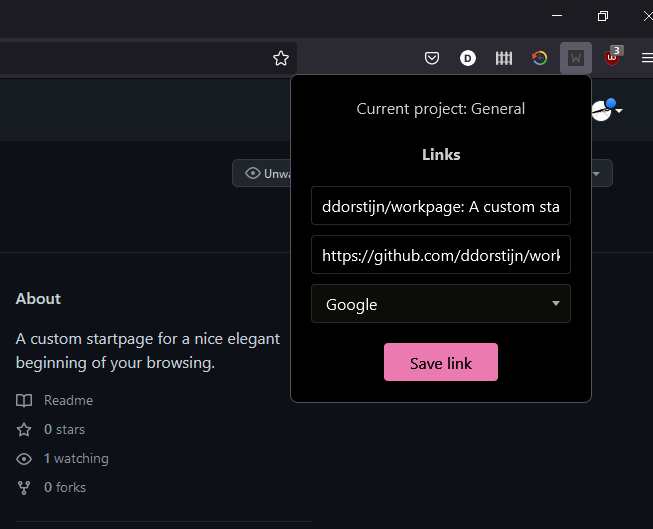 D
W
3
Current project: General
Unwa
Links
ddorstijn/workpage: A custom sta
https://github.com/ddorstijn/work
Google
Save link
About
A custom startpage for a nice elegant
beginning of your browsing.
Readme
0 stars
1 watching
0 forks